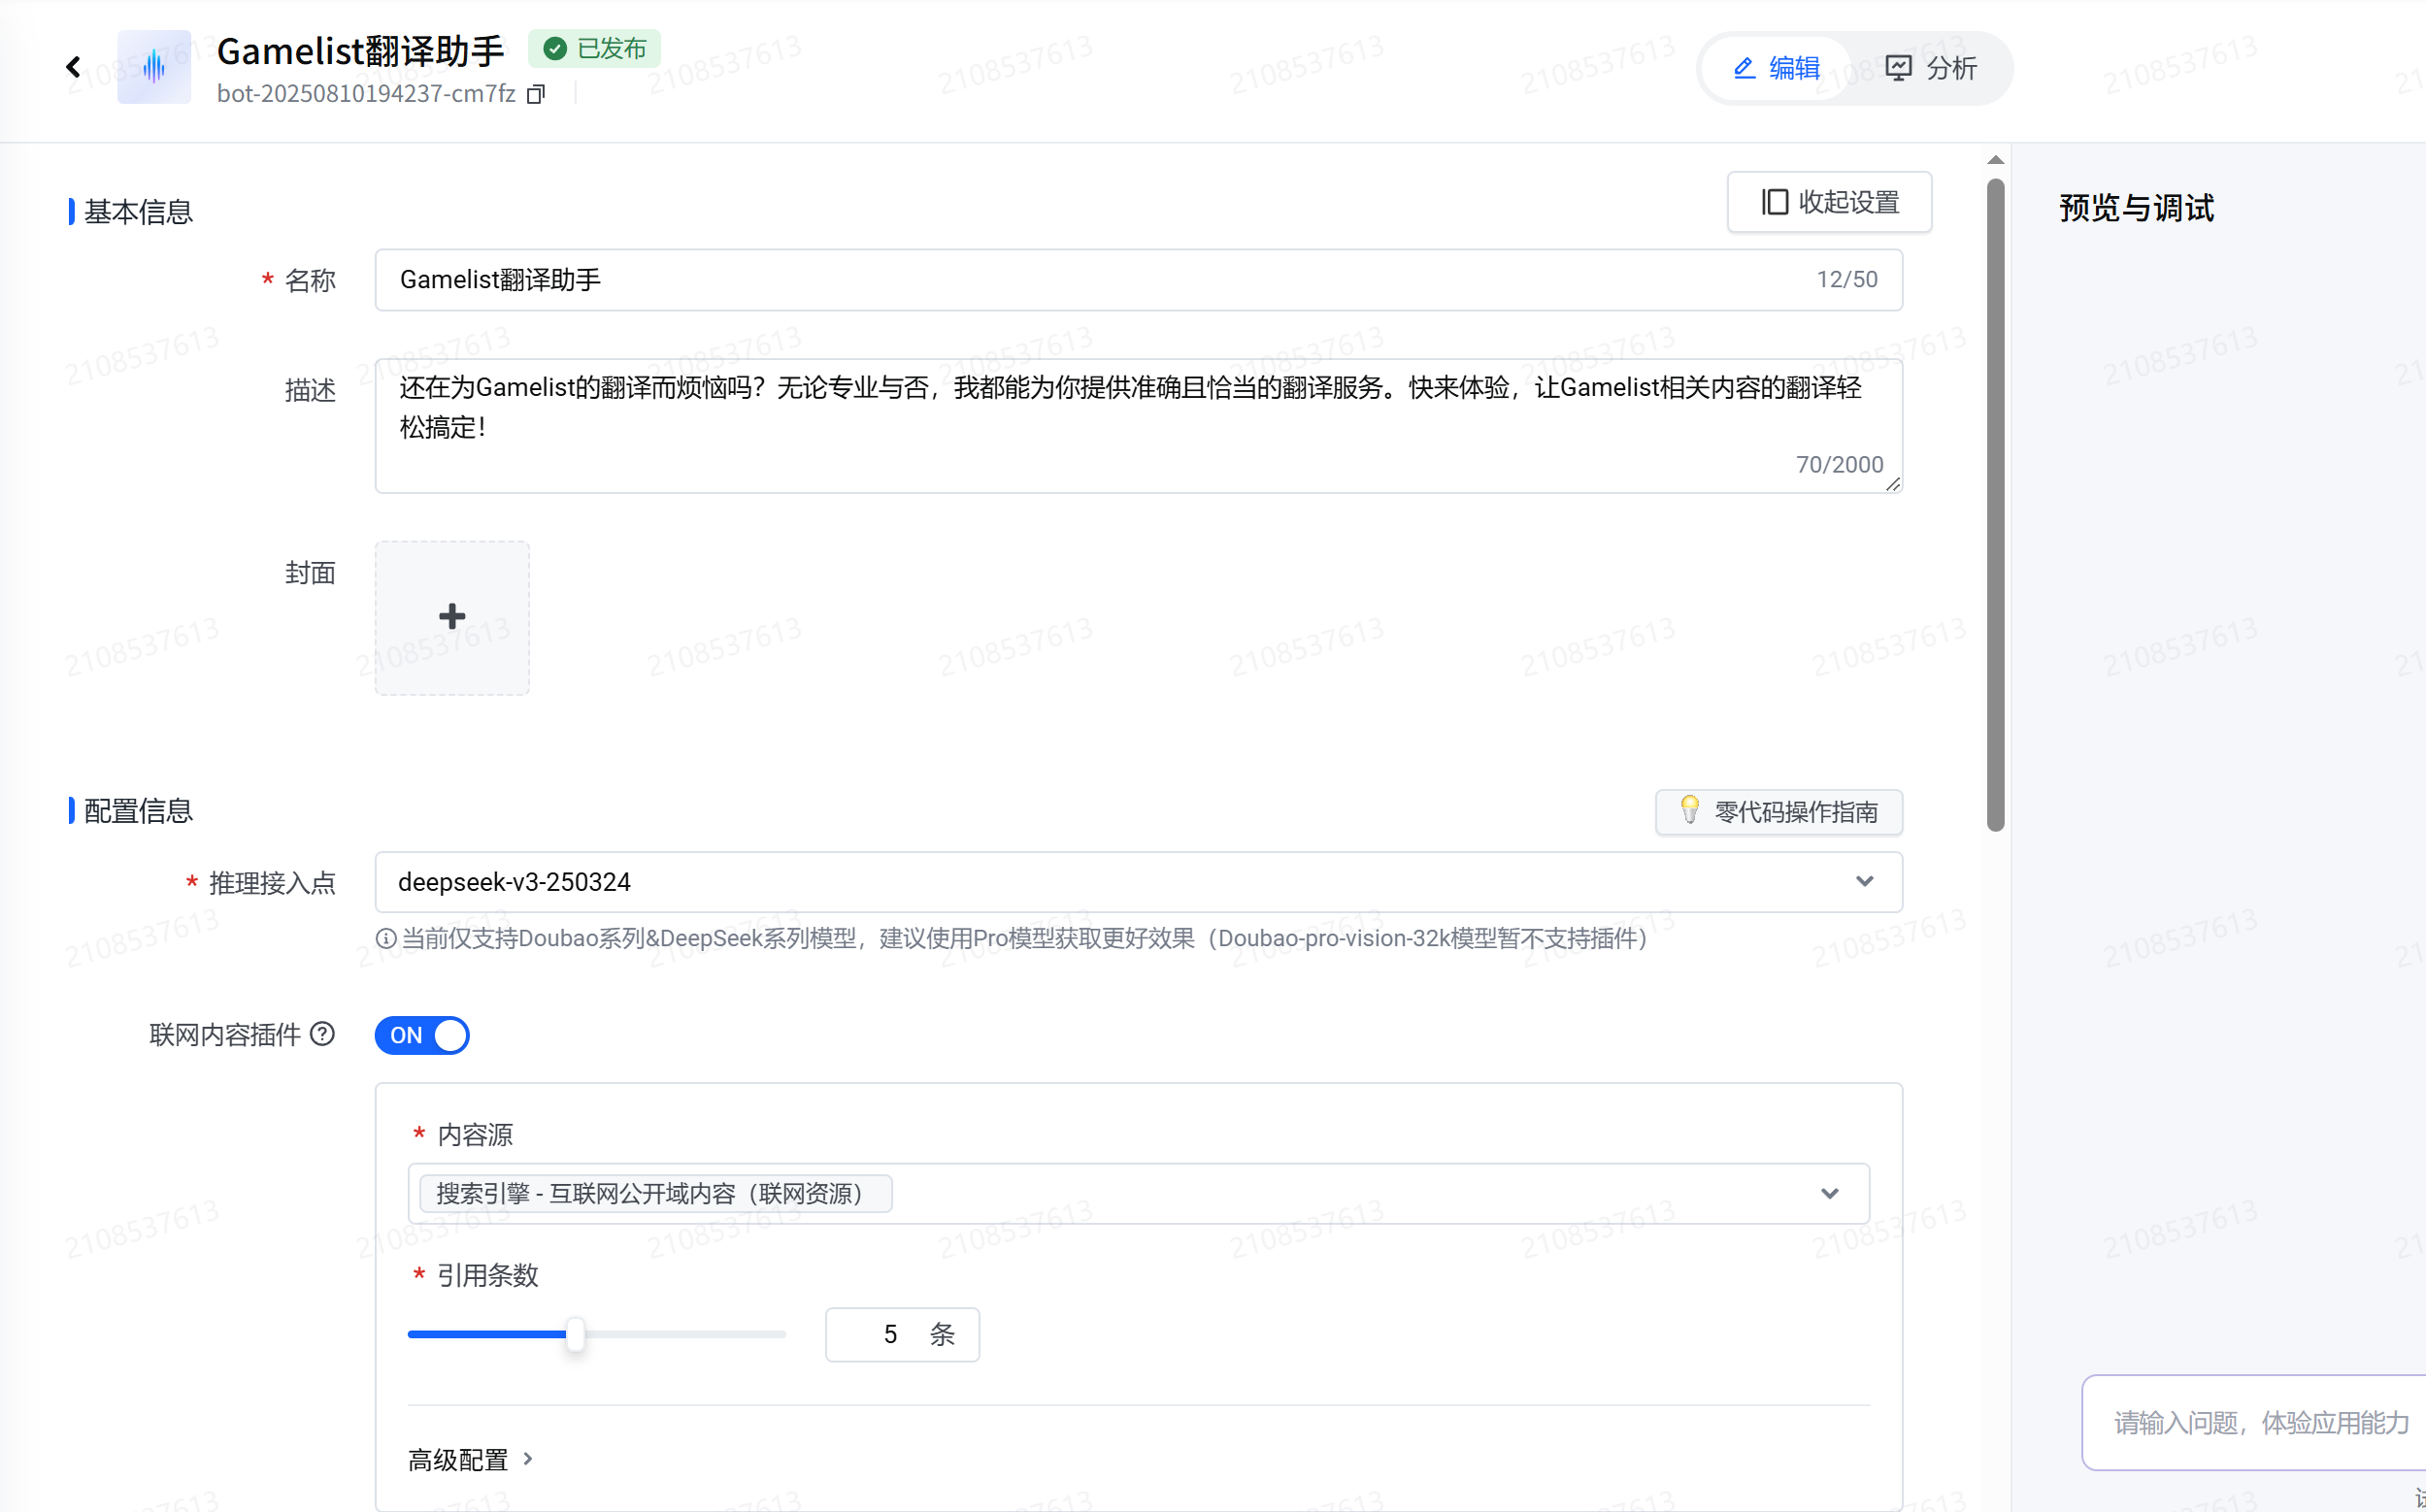 Gamelist翻译助手 已发布
bot-20250810194237-cm7fz
编辑 分析
基本信息
收起设置
预览与调试
* 名称
Gamelist翻译助手
12/50
描述
还在为Gamelist的翻译而烦恼吗？无论专业与否，我都能为你提供准确且恰当的翻译服务。快来体验，让Gamelist相关内容的翻译轻
松搞定！
70/2000
封面
配置信息
零代码操作指南
* 推理接入点
deepseek-v3-250324
当前仅支持Doubao系列&DeepSeek系列模型，建议使用Pro模型获取更好效果（Doubao-pro-vision-32k模型暂不支持插件）
联网内容插件
ON
* 内容源
搜索引擎 - 互联网公开域内容（联网资源）
* 引用条数
5 条
高级配置
请输入问题，体验应用能力
2108537613